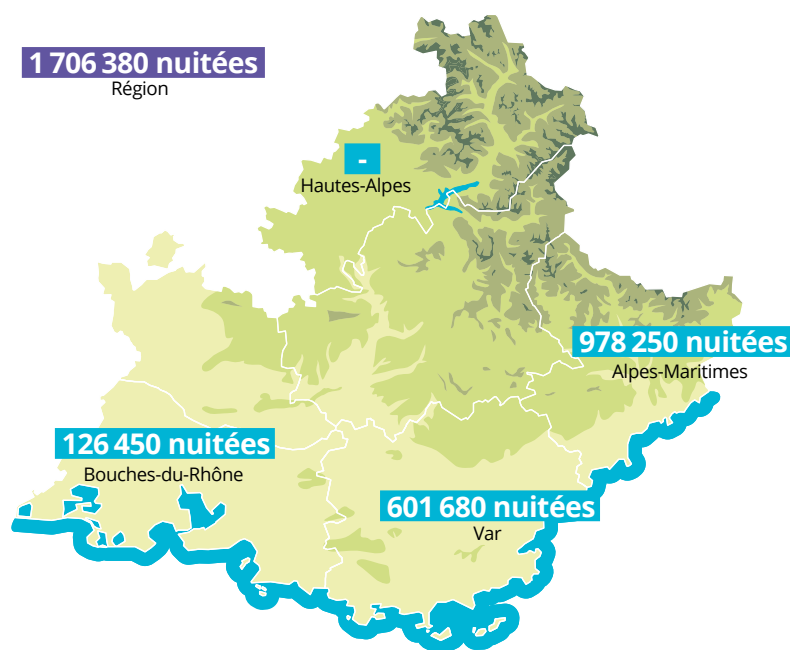 1 706 380 nuitées
Région
-
Hautes-Alpes
978 250 nuitées
Alpes-Maritimes
126 450 nuitées
Bouches-du-Rhône
601 680 nuitées
Var